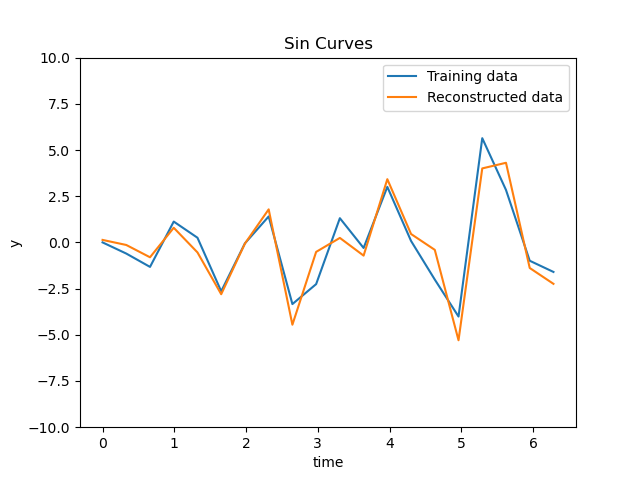 Sin Curves
Training data
Reconstructed data
10.0
7.5
5.0
2.5
0.0
−2.5
−5.0
−7.5
−10.0
y
0 1 2 3 4 5 6
time